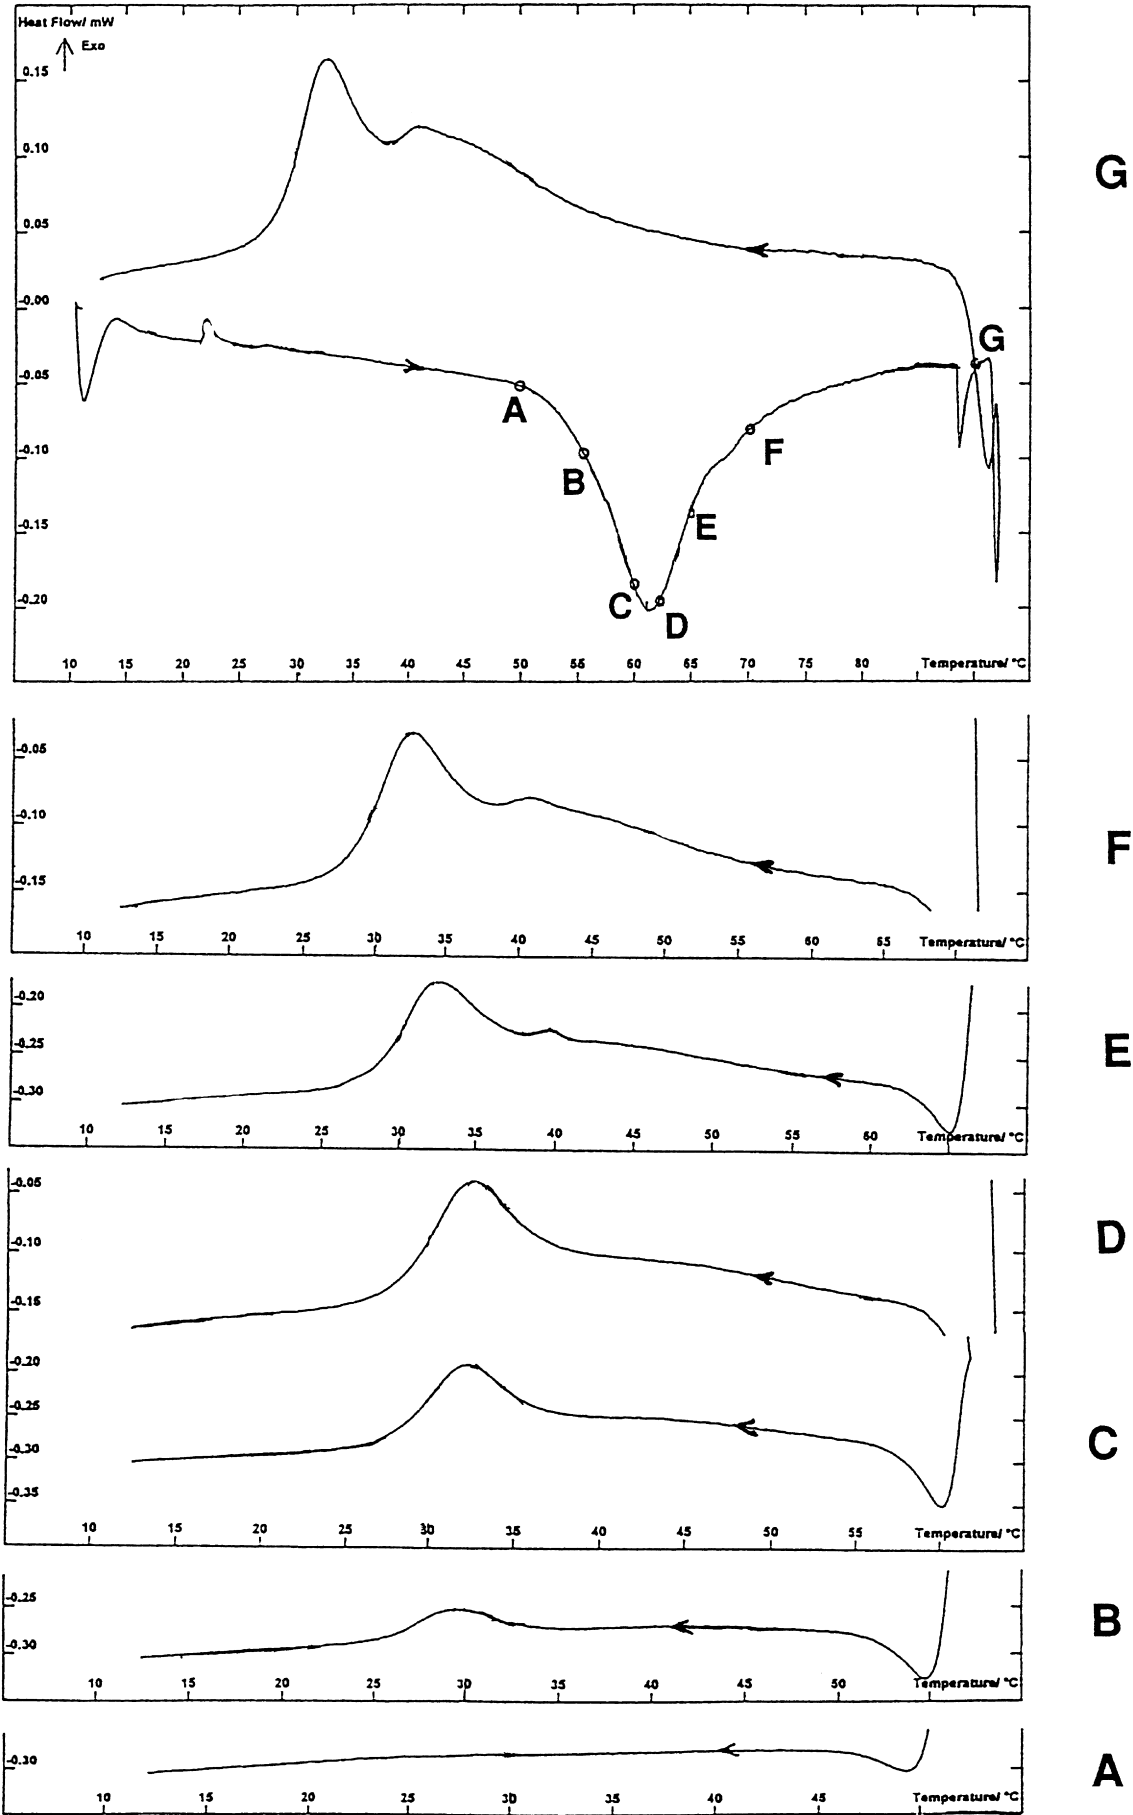 Heat Flow/ mW
Exo
0.15
0.10
G
0.05
-0.00
G
-0.05
A
F
-0.10
B
-0.15
E
C
-0.20
D
10 15 20 25 30 35 40 45 50 55 60 65 70 75 80 Temperature/ °C
-0.05
-0.10
F
-0.15
10 15 20 25 30 35 40 45 50 55 60 65 Temperature/ °C
-0.20
-0.25
E
-0.30
10 15 20 25 30 35 40 45 50 55 60 Temperature/ °C
-0.05
-0.10
D
-0.15
-0.20
-0.25
C
-0.30
-0.35
10 15 20 25 30 35 40 45 50 55 Temperature/ °C
-0.25
B
-0.30
10 15 20 25 30 35 40 45 50 Temperature/ °C
-0.30
A
10 15 20 25 30 35 40 45 Temperature/ °C